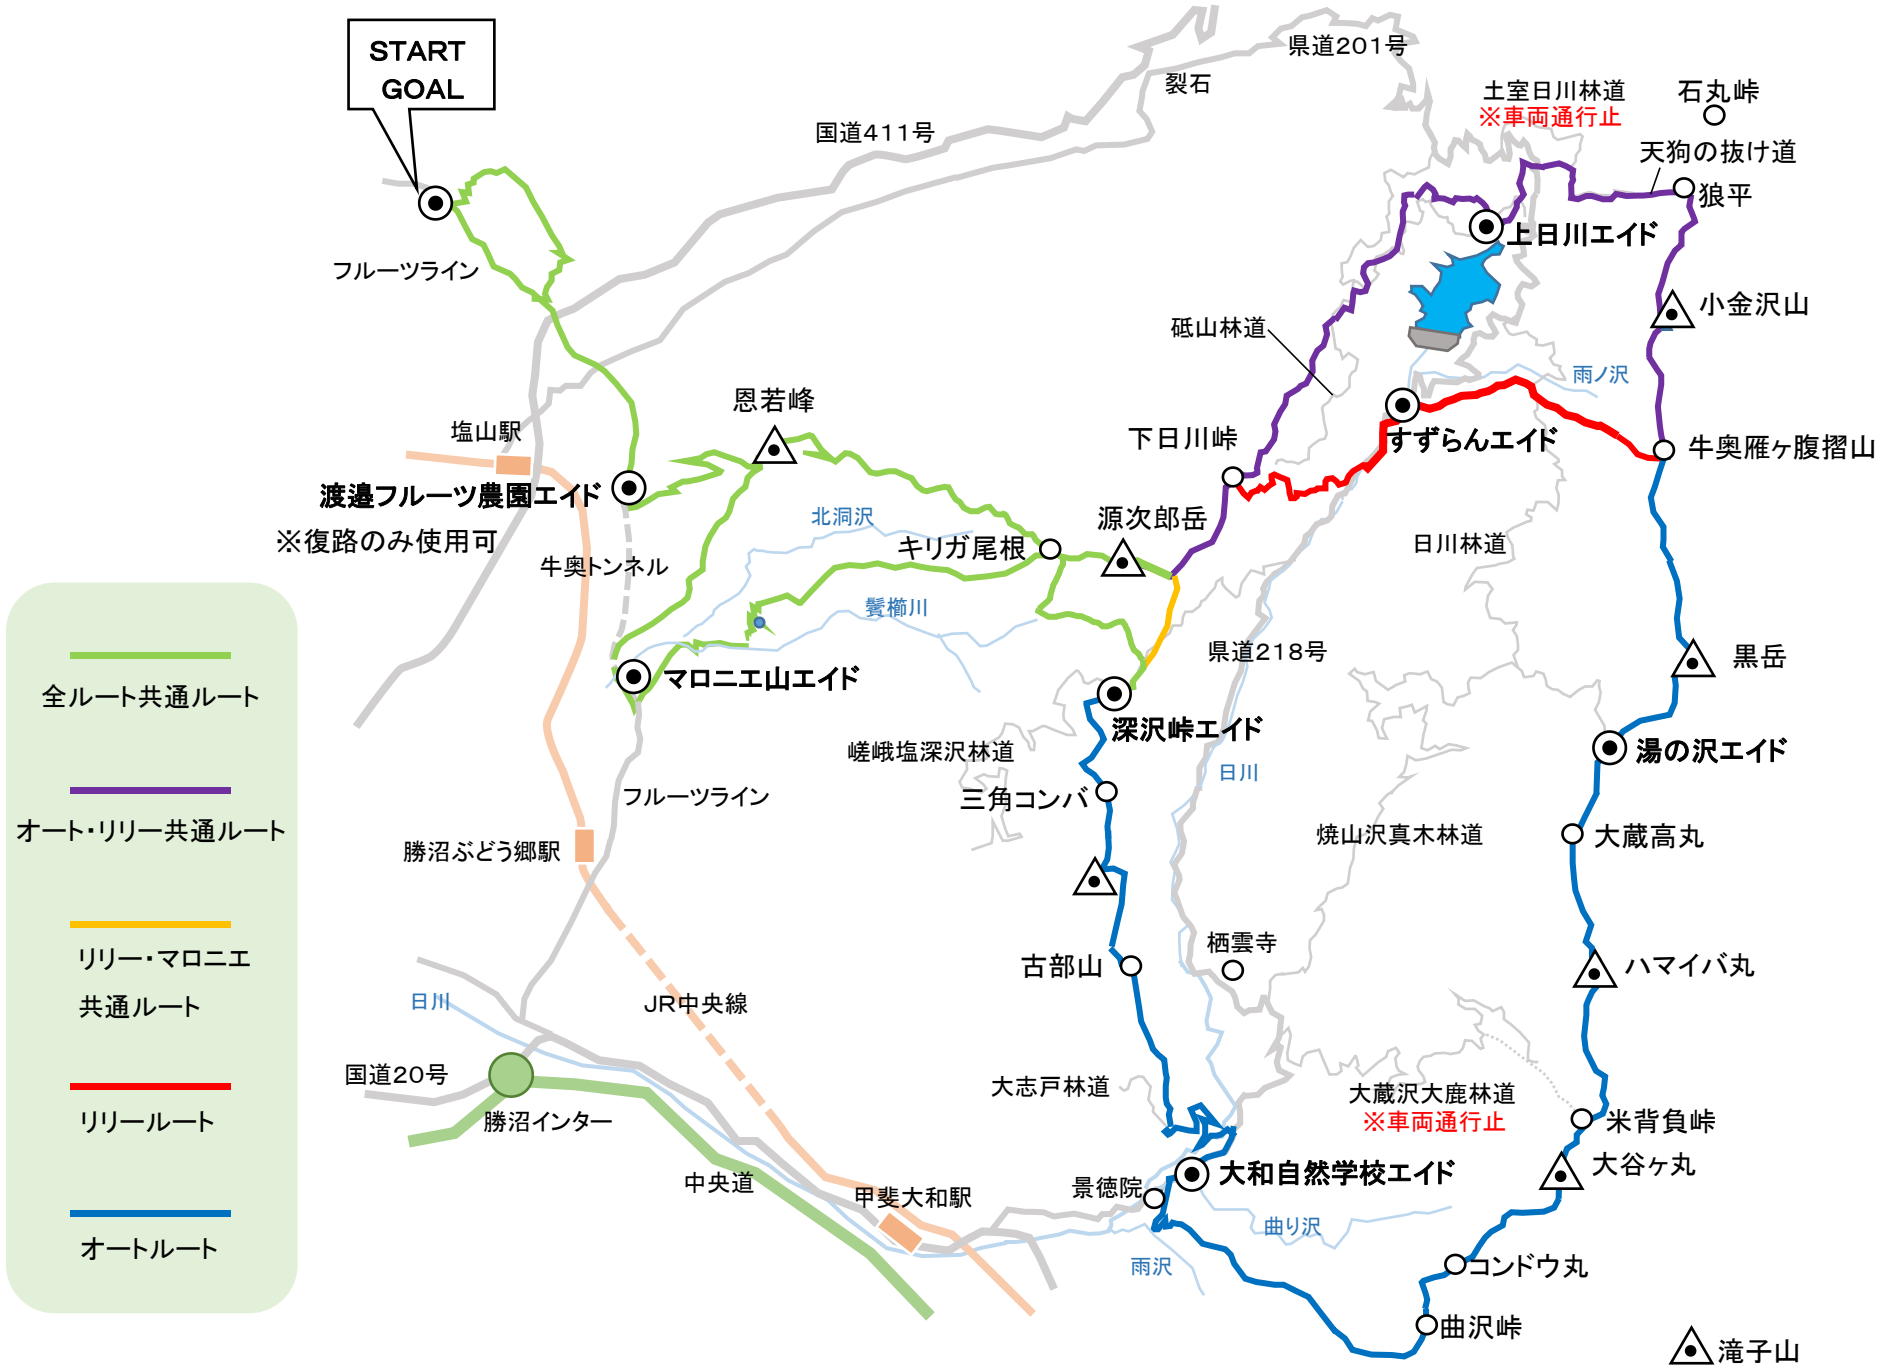 START
GOAL
県道201号
裂石
国道411号
土室日川林道
※車両通行止
石丸峠
天狗の抜け道
狼平
上日川エイド
フルーツライン
小金沢山
砥山林道
雨ノ沢
恩若峰
塩山駅
下日川峠
すずらんエイド
牛奥雁ヶ腹摺山
渡邉フルーツ農園エイド
※復路のみ使用可
北洞沢
源次郎岳
キリガ尾根
日川林道
牛奥トンネル
鬢櫛川
県道218号
黒岳
マロニエ山エイド
全ルート共通ルート
深沢峠エイド
嵯峨塩深沢林道
湯の沢エイド
日川
フルーツライン
三角コンバ
オート・リリー共通ルート
焼山沢真木林道
大蔵高丸
勝沼ぶどう郷駅
リリー・マロニエ
共通ルート
栖雲寺
古部山
ハマイバ丸
日川
JR中央線
国道20号
大志戸林道
大蔵沢大鹿林道
※車両通行止
勝沼インター
リリールート
米背負峠
大谷ヶ丸
中央道
甲斐大和駅
景徳院
大和自然学校エイド
曲り沢
オートルート
雨沢
コンドウ丸
曲沢峠
滝子山